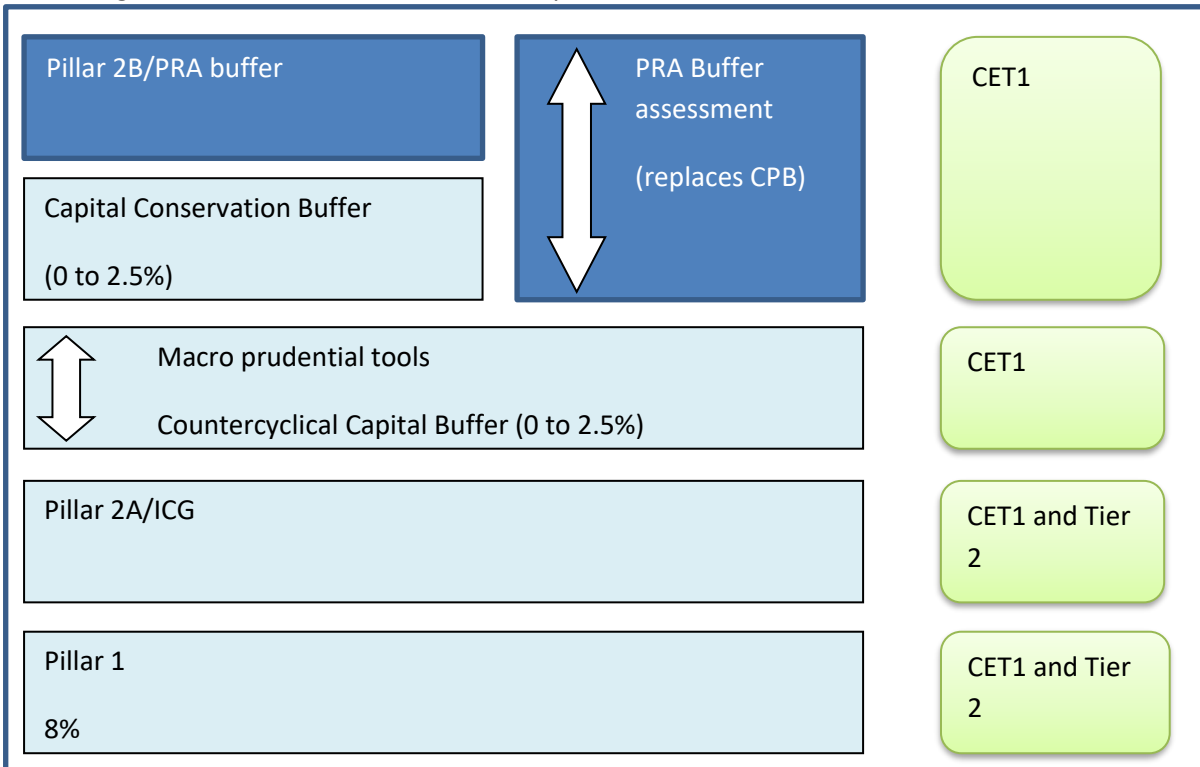 Pillar 2B/PRA buffer
PRA Buffer
assessment
(replaces CPB)
CET1
Capital Conservation Buffer
(0 to 2.5%)
Macro prudential tools
Countercyclical Capital Buffer (0 to 2.5%)
CET1
Pillar 2A/ICG
CET1 and Tier
2
Pillar 1
8%
CET1 and Tier
2